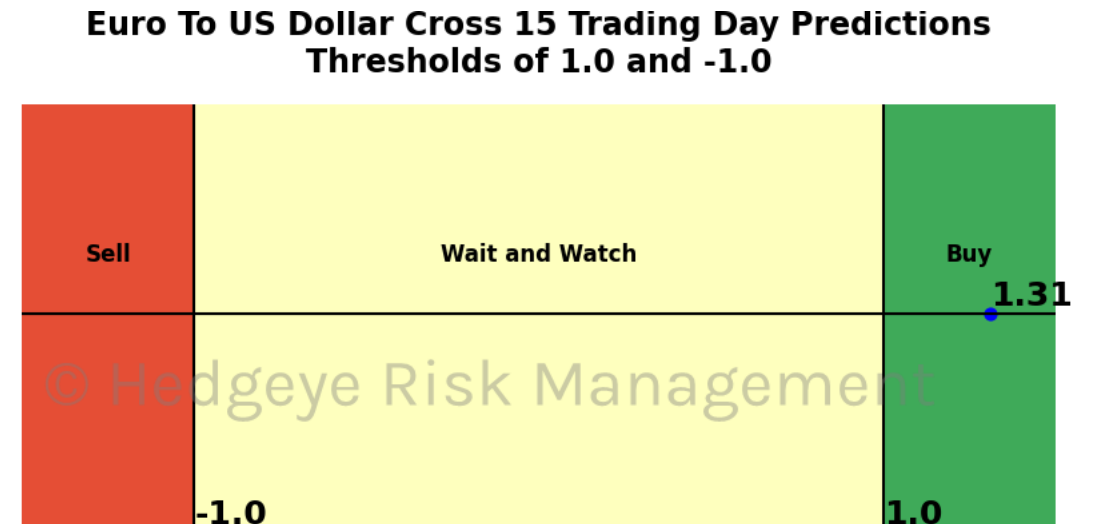 Euro To US Dollar Cross 15 Trading Day Predictions
Thresholds of 1.0 and -1.0
Sell
Wait and Watch
Buy
1.31
© Hedgeye Risk Management
-1.0
1.0